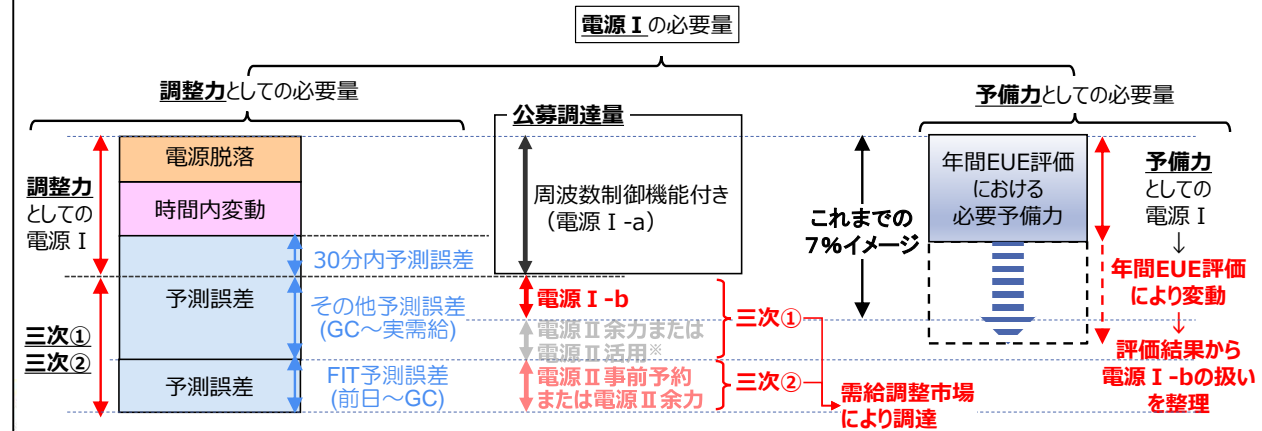 電源Ⅰの必要量
調整力としての必要量
予備力としての必要量
調整力
としての
電源Ⅰ
三次①
三次②
電源脱落
時間内変動
予測誤差
予測誤差
30分内予測誤差
その他予測誤差
(GC～実需給)
FIT予測誤差
(前日～GC)
公募調達量
周波数制御機能付き
（電源Ⅰ-a）
電源Ⅰ-b
電源Ⅱ余力または
電源Ⅱ活用※
電源Ⅱ事前予約
または電源Ⅱ余力
三次①
三次②
需給調整市場
により調達
これまでの
7%イメージ
年間EUE評価
における
必要予備力
予備力
としての
電源Ⅰ
↓
年間EUE評価
により変動
↓
評価結果から
電源Ⅰ-bの扱い
を整理